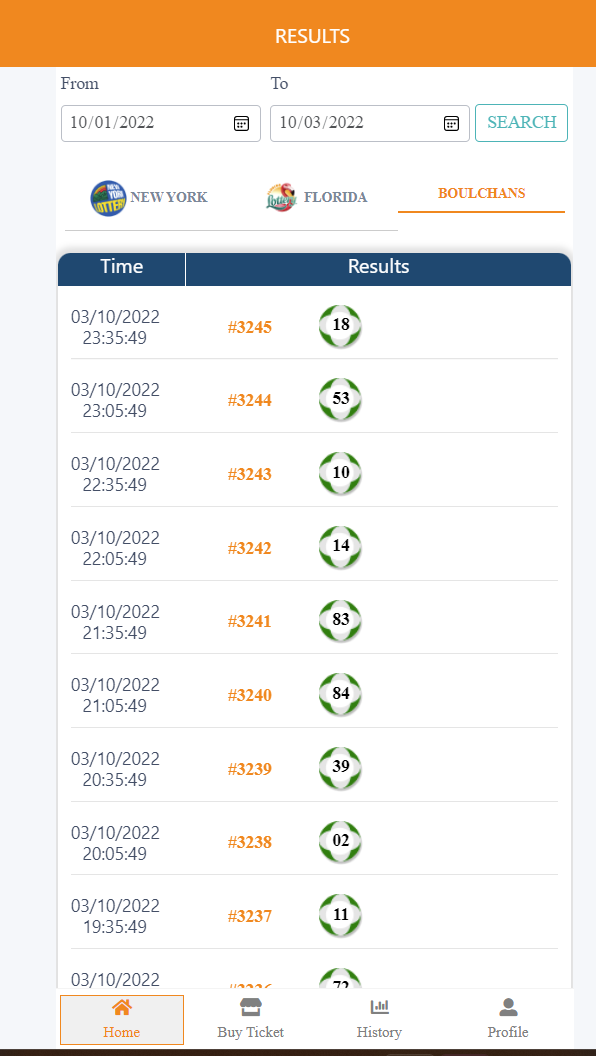 RESULTS
From To
10/01/2022 10/03/2022 SEARCH
NEW YORK LOTTERY NEW YORK Lottery FLORIDA BOULCHANS
Time Results
03/10/2022
23:35:49 #3245 18
03/10/2022
23:05:49 #3244 53
03/10/2022
22:35:49 #3243 10
03/10/2022
22:05:49 #3242 14
03/10/2022
21:35:49 #3241 83
03/10/2022
21:05:49 #3240 84
03/10/2022
20:35:49 #3239 39
03/10/2022
20:05:49 #3238 02
03/10/2022
19:35:49 #3237 11
03/10/2022 #3236 72
Home Buy Ticket History Profile